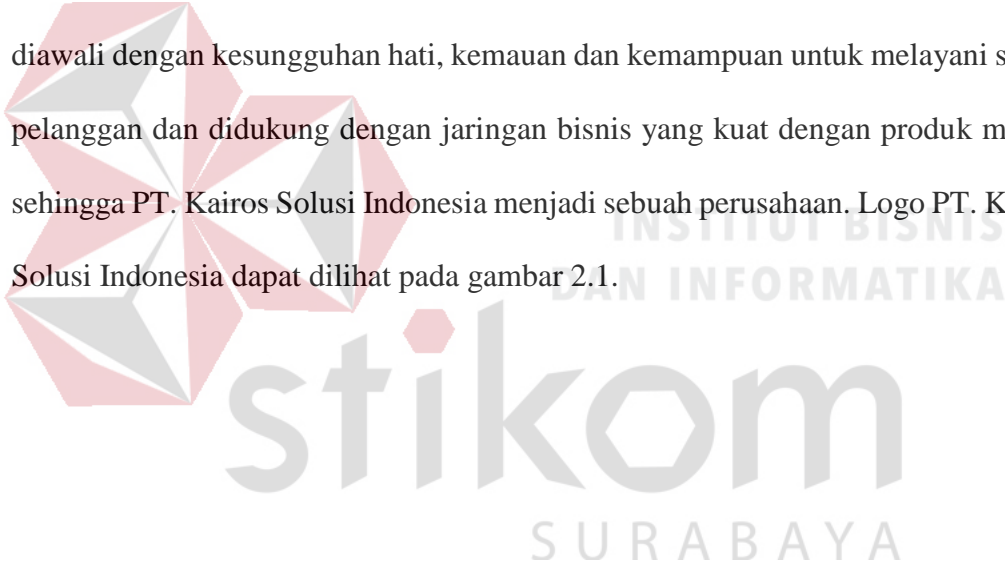 diawali dengan kesungguhan hati, kemauan dan kemampuan untuk melayani s
pelanggan dan didukung dengan jaringan bisnis yang kuat dengan produk m
sehingga PT. Kairos Solusi Indonesia menjadi sebuah perusahaan. Logo PT. K
INSTITUT BISNIS
Solusi Indonesia dapat dilihat pada gambar 2.1.
DAN INFORMATIKA
stikom
SURABAYA